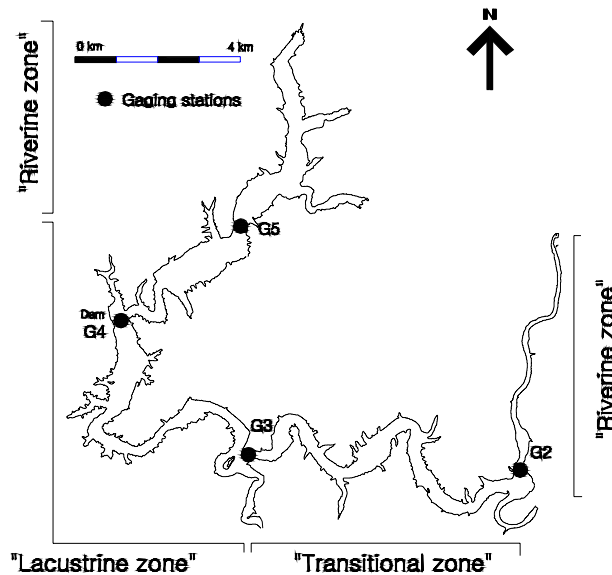 N
0 km 4 km
Gaging stations
"Riverine zone"
G5
Dam
G4
"Riverine zone"
G3
G2
"Lacustrine zone"
"Transitional zone"